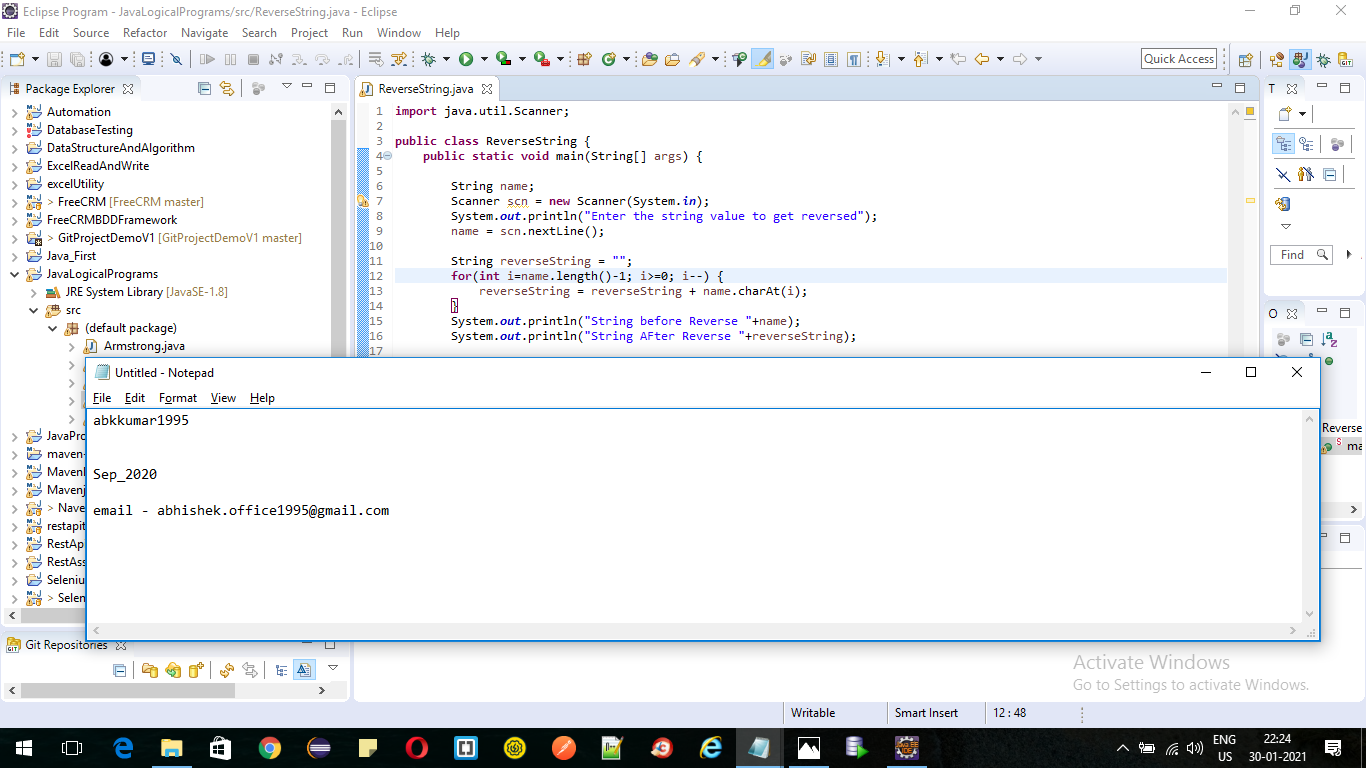 Eclipse Program - JavaLogicalPrograms/src/ReverseString.java - Eclipse
File Edit Source Refactor Navigate Search Project Run Window Help
Quick Access
Package Explorer
Automation
DatabaseTesting
DataStructureAndAlgorithm
ExcelReadAndWrite
excelUtility
> FreeCRM [FreeCRM master]
FreeCRMBDDFramework
> GitProjectDemoV1 [GitProjectDemoV1 master]
Java_First
JavaLogicalPrograms
JRE System Library [JavaSE-1.8]
src
(default package)
Armstrong.java
JavaPro
maven-
Maven
Mavenj
> Nave
restapit
RestAp
RestAss
Seleniu
> Selen
Git Repositories
ReverseString.java
1 import java.util.Scanner;
2
3 public class ReverseString {
4 public static void main(String[] args) {
5
6 String name;
7 Scanner scn = new Scanner(System.in);
8 System.out.println("Enter the string value to get reversed");
9 name = scn.nextLine();
10
11 String reverseString = "";
12 for(int i=name.length()-1; i>=0; i--) {
13 reverseString = reverseString + name.charAt(i);
14 }
15 System.out.println("String before Reverse "+name);
16 System.out.println("String AFter Reverse "+reverseString);
17
T
Find
O
Reverse
ma
Untitled - Notepad
File Edit Format View Help
abkkumar1995
Sep_2020
email - abhishek.office1995@gmail.com
Activate Windows
Go to Settings to activate Windows.
Writable Smart Insert 12 : 48
ENG
US
22:24
30-01-2021